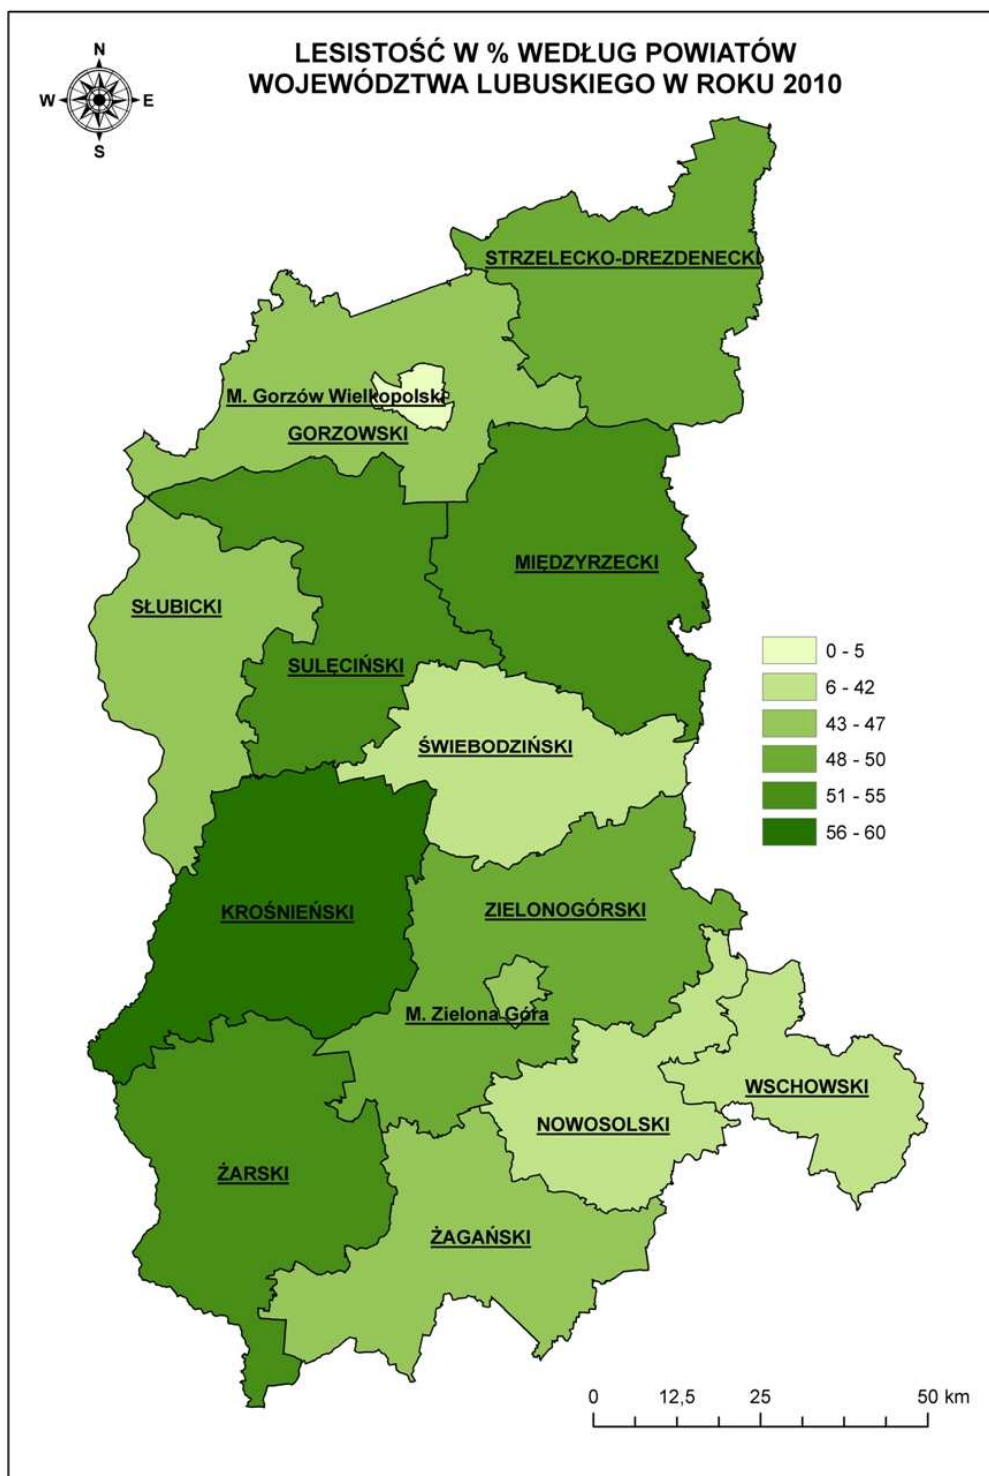 LESISTOŚĆ W % WEDŁUG POWIATÓW
WOJEWÓDZTWA LUBUSKIEGO W ROKU 2010
N
W
E
S
STRZELECKO-DREZDENECKI
M. Gorzów Wielkopolski
GORZOWSKI
MIĘDZYRZECKI
SŁUBICKI
SULĘCIŃSKI
ŚWIEBODZIŃSKI
0 - 5
6 - 42
43 - 47
48 - 50
51 - 55
56 - 60
KROŚNIEŃSKI
ZIELONOGÓRSKI
M. Zielona Góra
WSCHOWSKI
NOWOSOLSKI
ŻARSKI
ŻAGAŃSKI
0 12,5 25 50 km